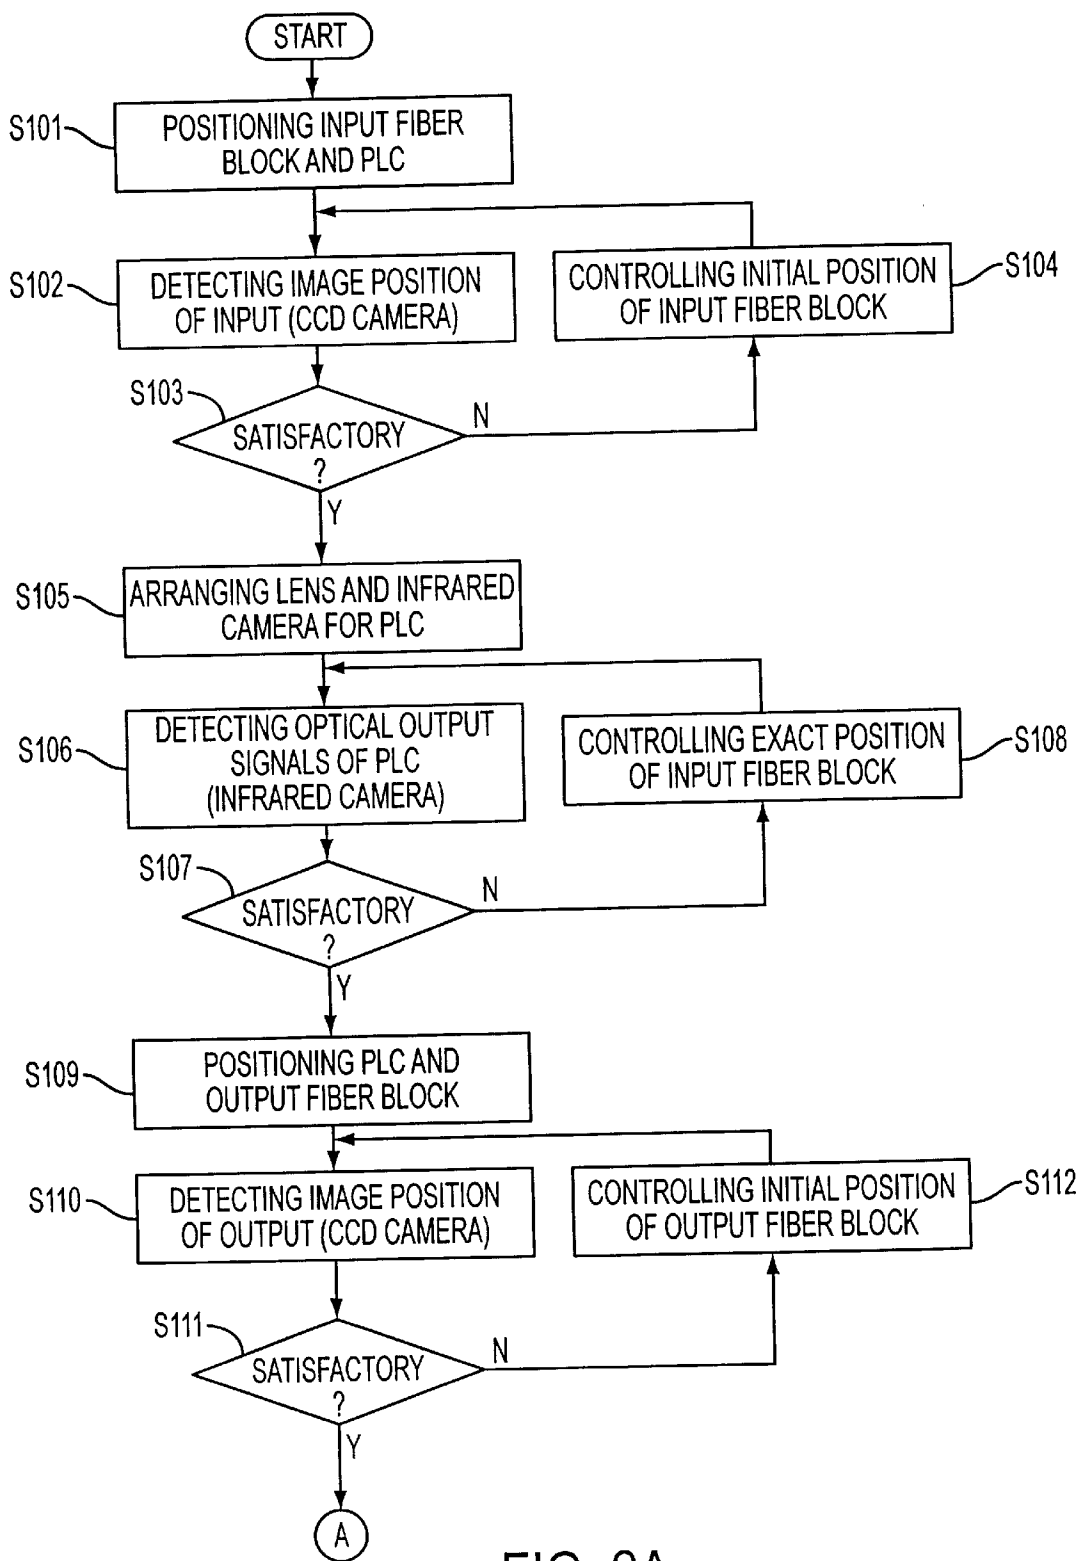 START
S101
POSITIONING INPUT FIBER
BLOCK AND PLC
S102
DETECTING IMAGE POSITION
OF INPUT (CCD CAMERA)
CONTROLLING INITIAL POSITION
OF INPUT FIBER BLOCK
S104
S103
SATISFACTORY
?
N
Y
S105
ARRANGING LENS AND INFRARED
CAMERA FOR PLC
S106
DETECTING OPTICAL OUTPUT
SIGNALS OF PLC
(INFRARED CAMERA)
CONTROLLING EXACT POSITION
OF INPUT FIBER BLOCK
S108
S107
SATISFACTORY
?
N
Y
S109
POSITIONING PLC AND
OUTPUT FIBER BLOCK
S110
DETECTING IMAGE POSITION
OF OUTPUT (CCD CAMERA)
CONTROLLING INITIAL POSITION
OF OUTPUT FIBER BLOCK
S112
S111
SATISFACTORY
?
N
Y
A